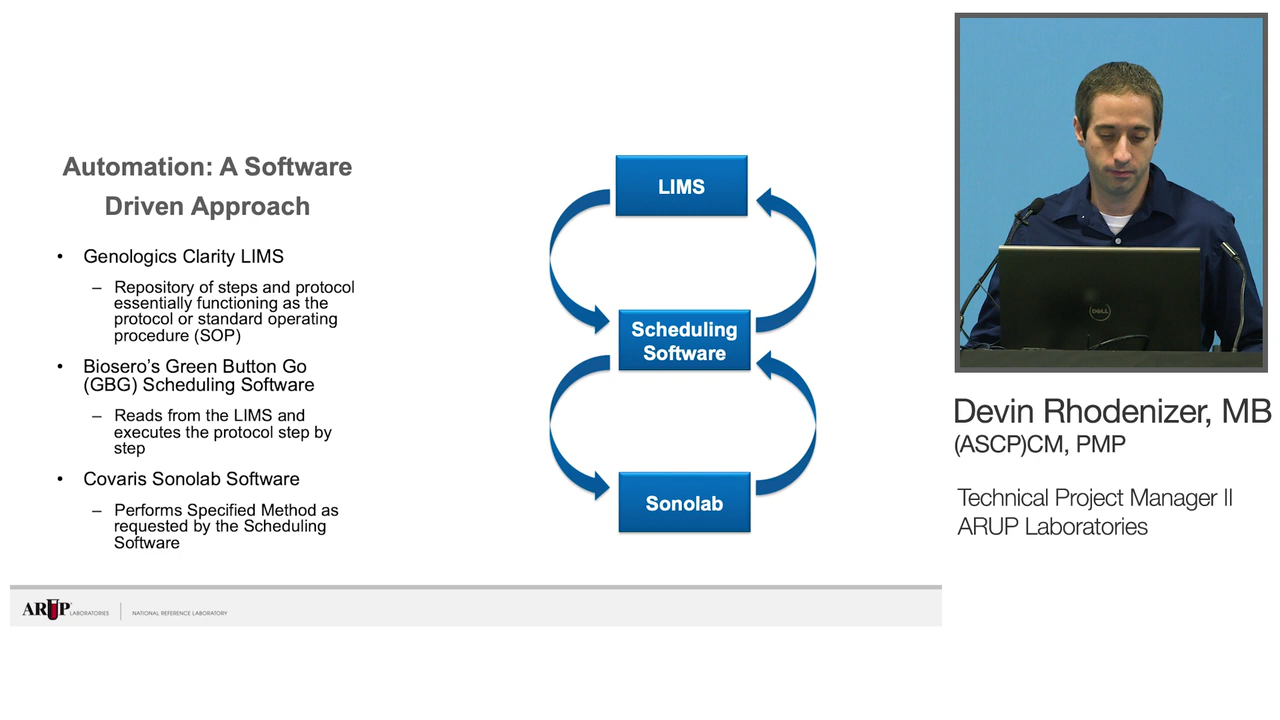 Automation: A Software
Driven Approach
• Genologics Clarity LIMS
– Repository of steps and protocol
essentially functioning as the
protocol or standard operating
procedure (SOP)
• Biosero's Green Button Go
(GBG) Scheduling Software
– Reads from the LIMS and
executes the protocol step by
step
• Covaris Sonolab Software
– Performs Specified Method as
requested by the Scheduling
Software
LIMS
Scheduling
Software
Sonolab
ARUP LABORATORIES | NATIONAL REFERENCE LABORATORY
DELL
Devin Rhodenizer, MB
(ASCP)CM, PMP
Technical Project Manager II
ARUP Laboratories